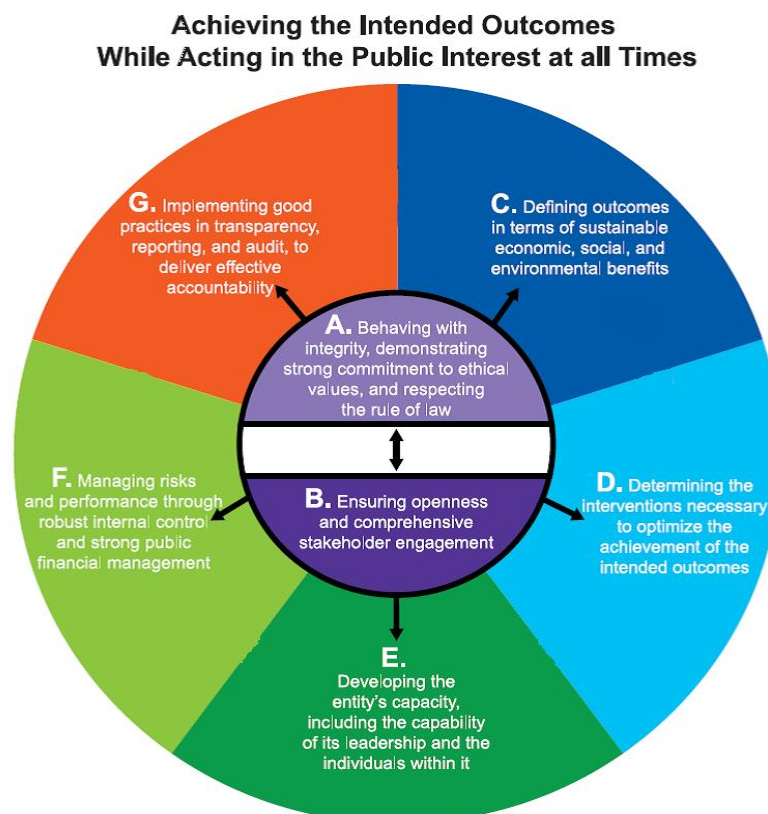 Achieving the Intended Outcomes
While Acting in the Public Interest at all Times
G. Implementing good
practices in transparency,
reporting, and audit, to
deliver effective
accountability
C. Defining outcomes
in terms of sustainable
economic, social, and
environmental benefits
A. Behaving with
integrity, demonstrating
strong commitment to ethical
values, and respecting
the rule of law
B. Ensuring openness
and comprehensive
stakeholder engagement
F. Managing risks
and performance through
robust internal control
and strong public
financial management
D. Determining the
interventions necessary
to optimize the
achievement of the
intended outcomes
E.
Developing the
entity's capacity,
including the capability
of its leadership and the
individuals within it